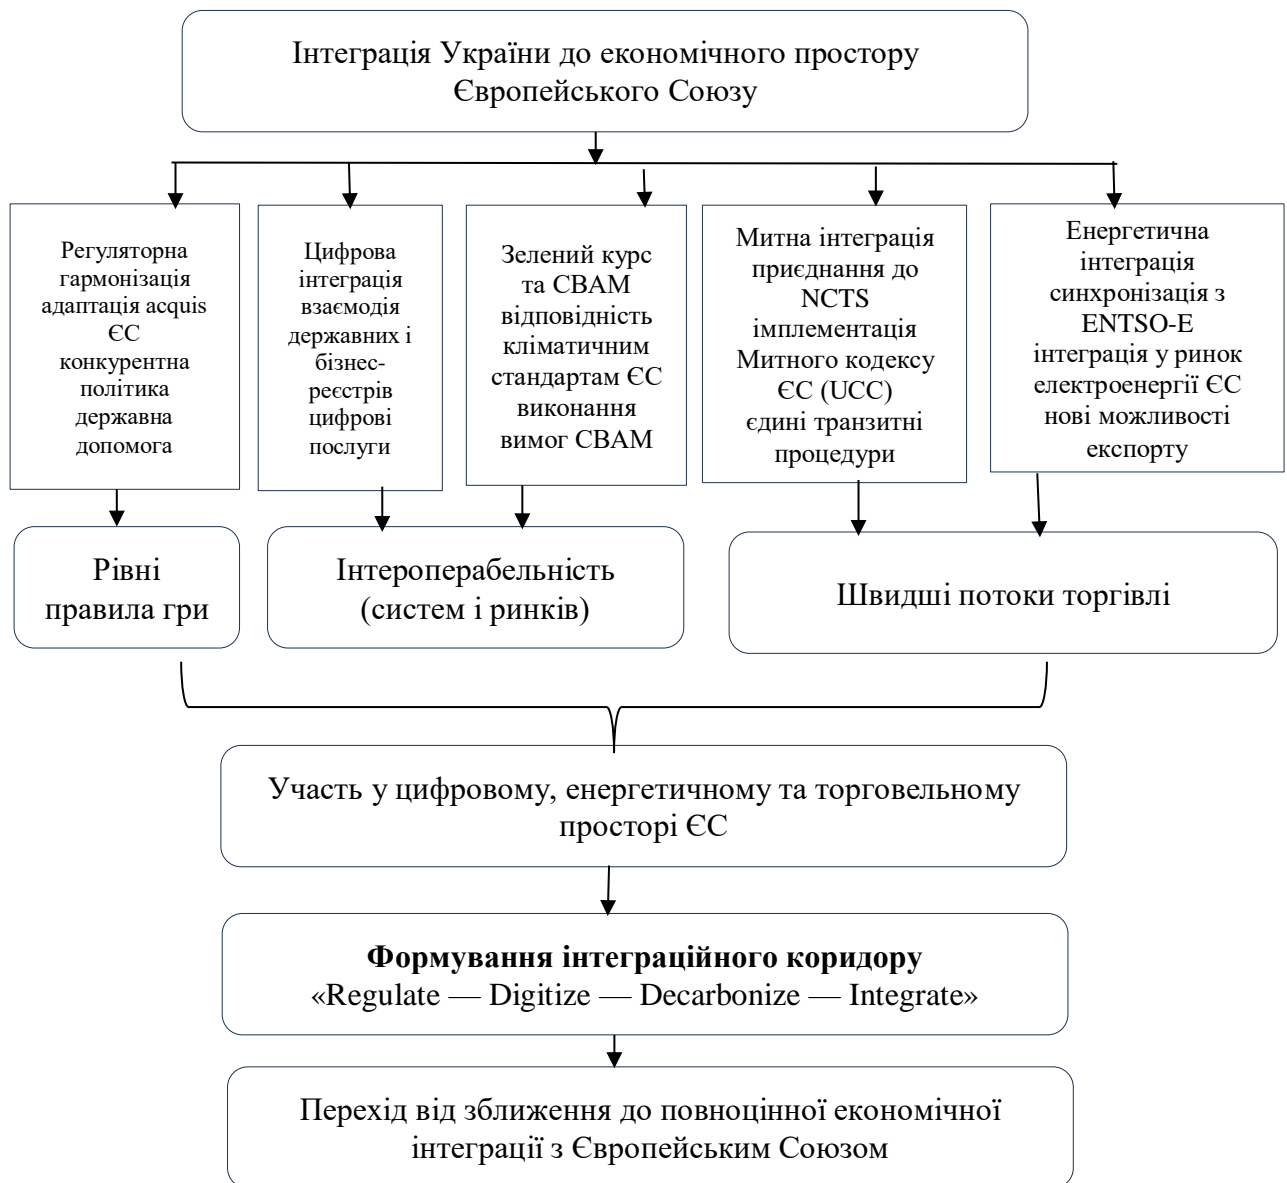 Інтеграція України до економічного простору
Європейського Союзу
Регуляторна
гармонізація
адаптація acquis
ЄС
конкурентна
політика
державна
допомога
Цифрова
інтеграція
взаємодія
державних і
бізнес-
реєстрів
цифрові
послуги
Зелений курс
та CBAM
відповідність
кліматичним
стандартам ЄС
виконання
вимог CBAM
Митна інтеграція
приєднання до
NCTS
імплементація
Митного кодексу
ЄС (UCC)
єдині транзитні
процедури
Енергетична
інтеграція
синхронізація з
ENTSO-E
інтеграція у ринок
електроенергії ЄС
нові можливості
експорту
Рівні
правила гри
Інтероперабельність
(систем і ринків)
Швидші потоки торгівлі
Участь у цифровому, енергетичному та торговельному
просторі ЄС
Формування інтеграційного коридору
«Regulate — Digitize — Decarbonize — Integrate»
Перехід від зближення до повноцінної економічної
інтеграції з Європейським Союзом